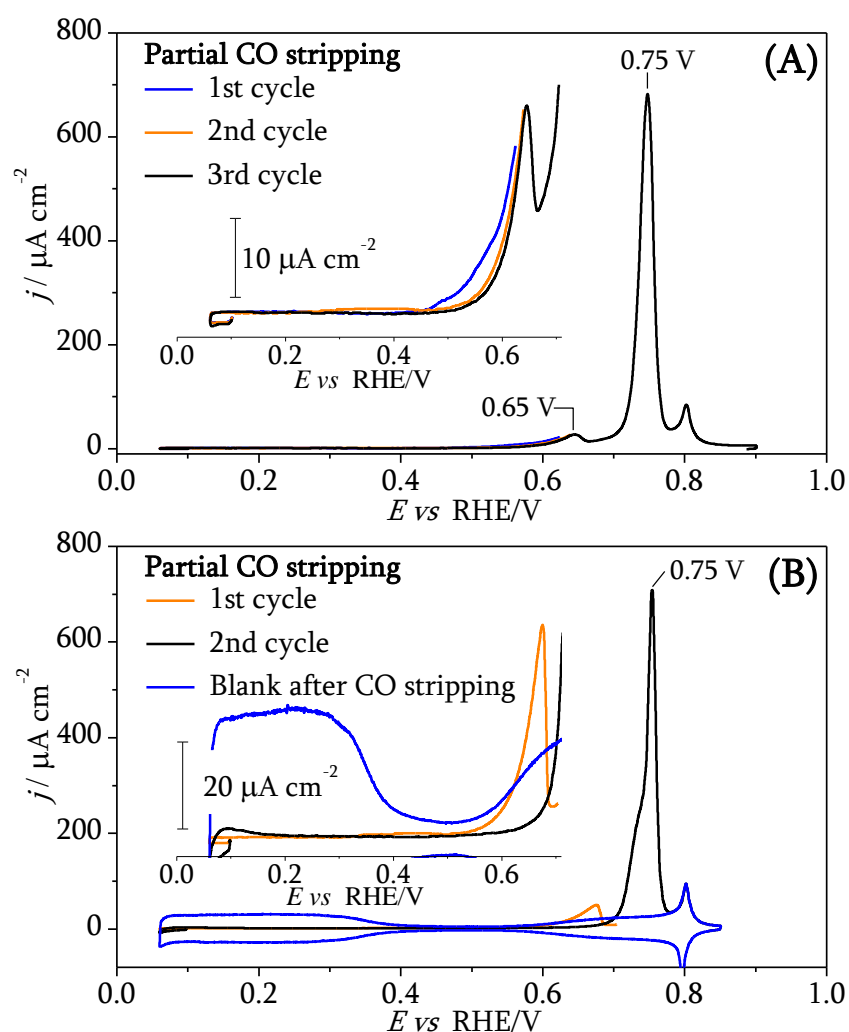 800
Partial CO stripping
0.75 V
(A)
1st cycle
2nd cycle
3rd cycle
600
400
200
0
j / μA cm-2
10 μA cm-2
0.0 0.2 0.4 0.6
E vs RHE/V
0.65 V
0.0 0.2 0.4 0.6 0.8 1.0
E vs RHE/V
800
Partial CO stripping
0.75 V
(B)
1st cycle
2nd cycle
Blank after CO stripping
600
400
200
0
j / μA cm-2
20 μA cm-2
0.0 0.2 0.4 0.6
E vs RHE/V
0.0 0.2 0.4 0.6 0.8 1.0
E vs RHE/V